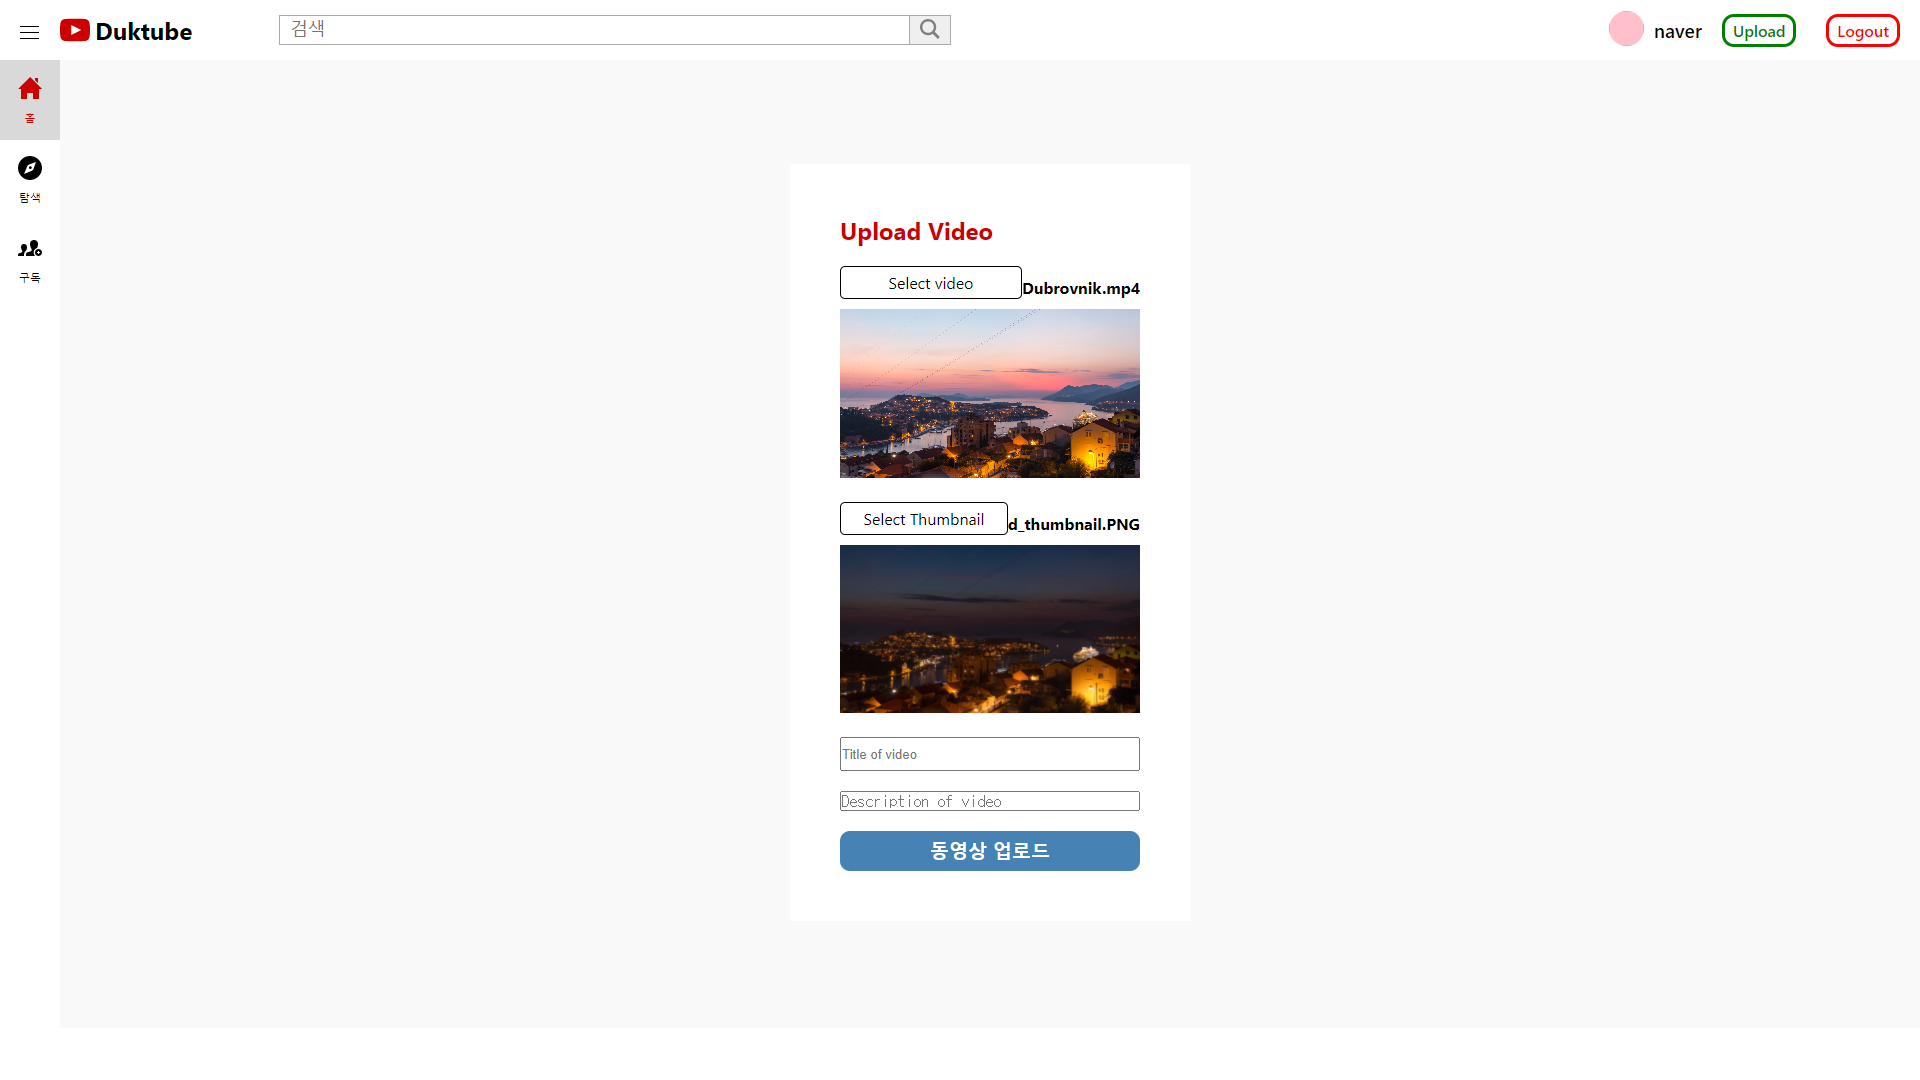 Duktube
검색
naver
Upload
Logout
홈
탐색
구독
Upload Video
Select video
Dubrovnik.mp4
Select Thumbnail
d_thumbnail.PNG
Title of video
Description of video
동영상 업로드